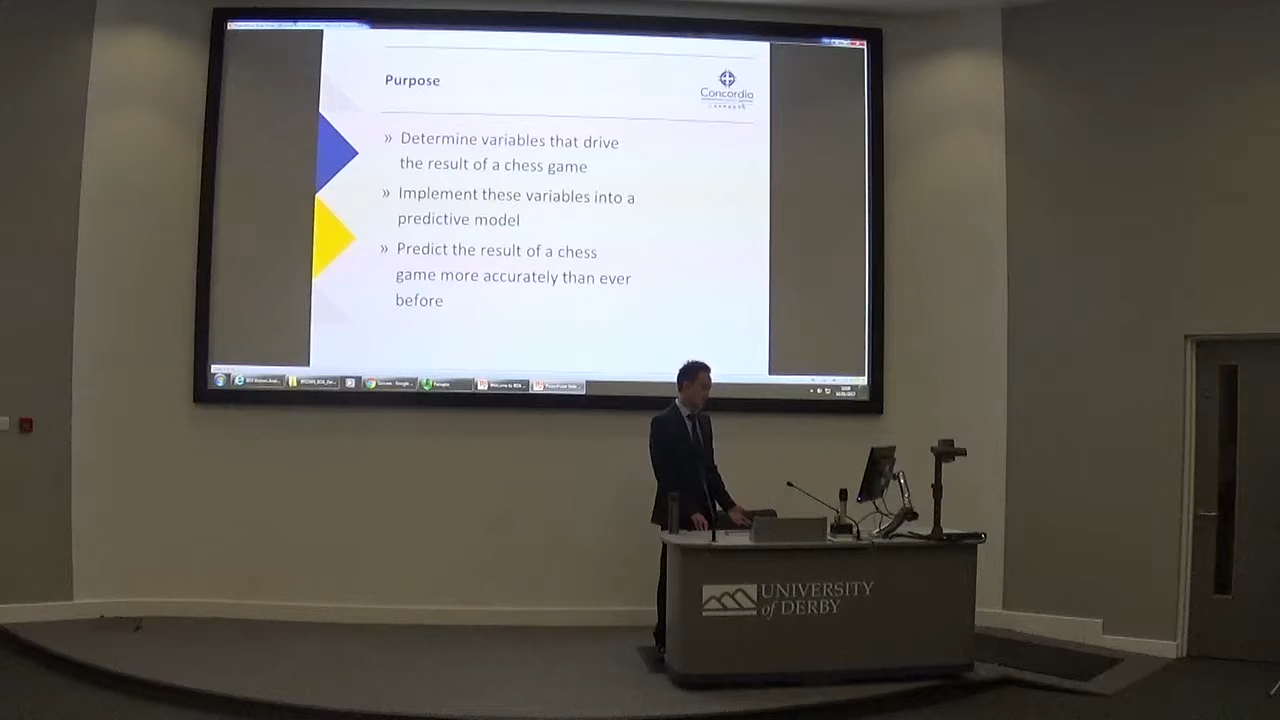 Purpose
Concordia
» Determine variables that drive
the result of a chess game
» Implement these variables into a
predictive model
» Predict the result of a chess
game more accurately than ever
before
UNIVERSITY
of DERBY